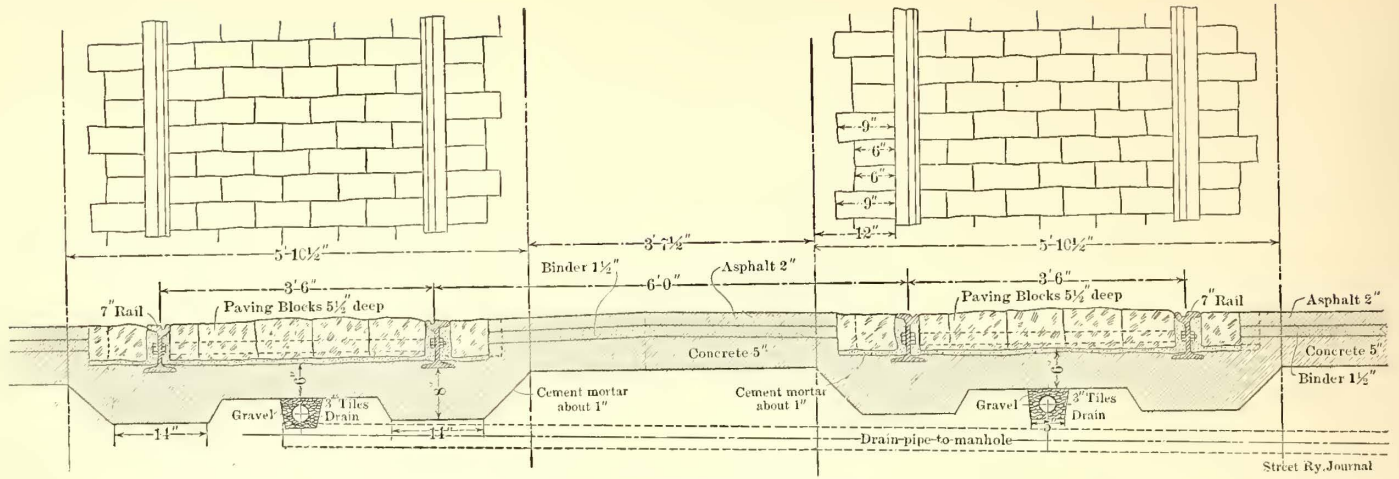 9"
6"
6"
9"
12"
5'-10½"
3'-7½"
5'-10½"
Binder 1½"
Asphalt 2"
3'6"
6'-0"
3'6"
7" Rail
Paving Blocks 5½" deep
Paving Blocks 5½" deep
7" Rail
Asphalt 2"
Concrete 5"
Concrete 5"
6"
8"
6"
Binder 1½"
Cement mortar
about 1"
Cement mortar
about 1"
Gravel
3" Tiles
Drain
Gravel
3" Tiles
Drain
14"
14"
5"
Drain pipe to manhole
Street Ry. Journal